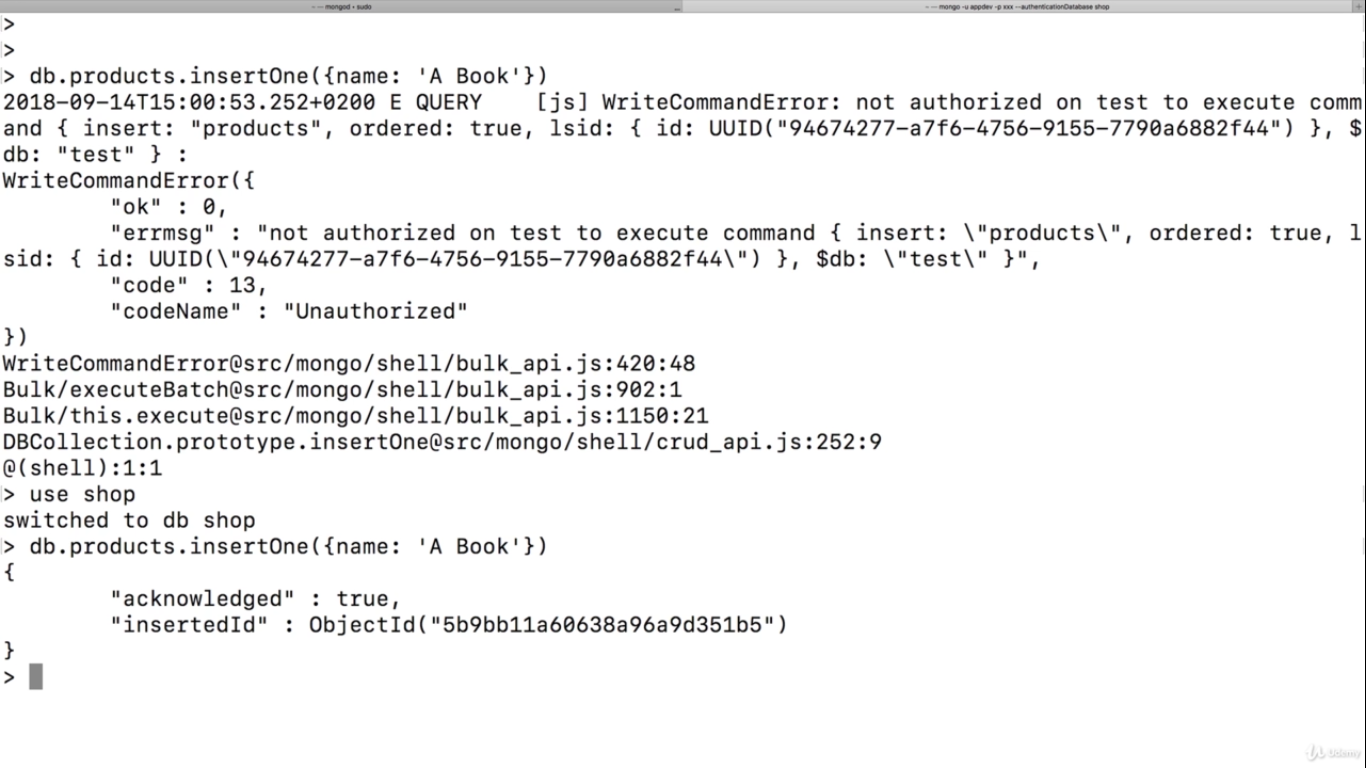 ~ — mongod • sudo
~ — mongo -u appdev -p xxx --authenticationDatabase shop
>
>
> db.products.insertOne({name: 'A Book'})
2018-09-14T15:00:53.252+0200 E QUERY    [js] WriteCommandError: not authorized on test to execute comm
and { insert: "products", ordered: true, lsid: { id: UUID("94674277-a7f6-4756-9155-7790a6882f44") }, $
db: "test" } :
WriteCommandError({
        "ok" : 0,
        "errmsg" : "not authorized on test to execute command { insert: \"products\", ordered: true, l
sid: { id: UUID(\"94674277-a7f6-4756-9155-7790a6882f44\") }, $db: \"test\" }",
        "code" : 13,
        "codeName" : "Unauthorized"
})
WriteCommandError@src/mongo/shell/bulk_api.js:420:48
Bulk/executeBatch@src/mongo/shell/bulk_api.js:902:1
Bulk/this.execute@src/mongo/shell/bulk_api.js:1150:21
DBCollection.prototype.insertOne@src/mongo/shell/crud_api.js:252:9
@(shell):1:1
> use shop
switched to db shop
> db.products.insertOne({name: 'A Book'})
{
        "acknowledged" : true,
        "insertedId" : ObjectId("5b9bb11a60638a96a9d351b5")
}
>
Udemy